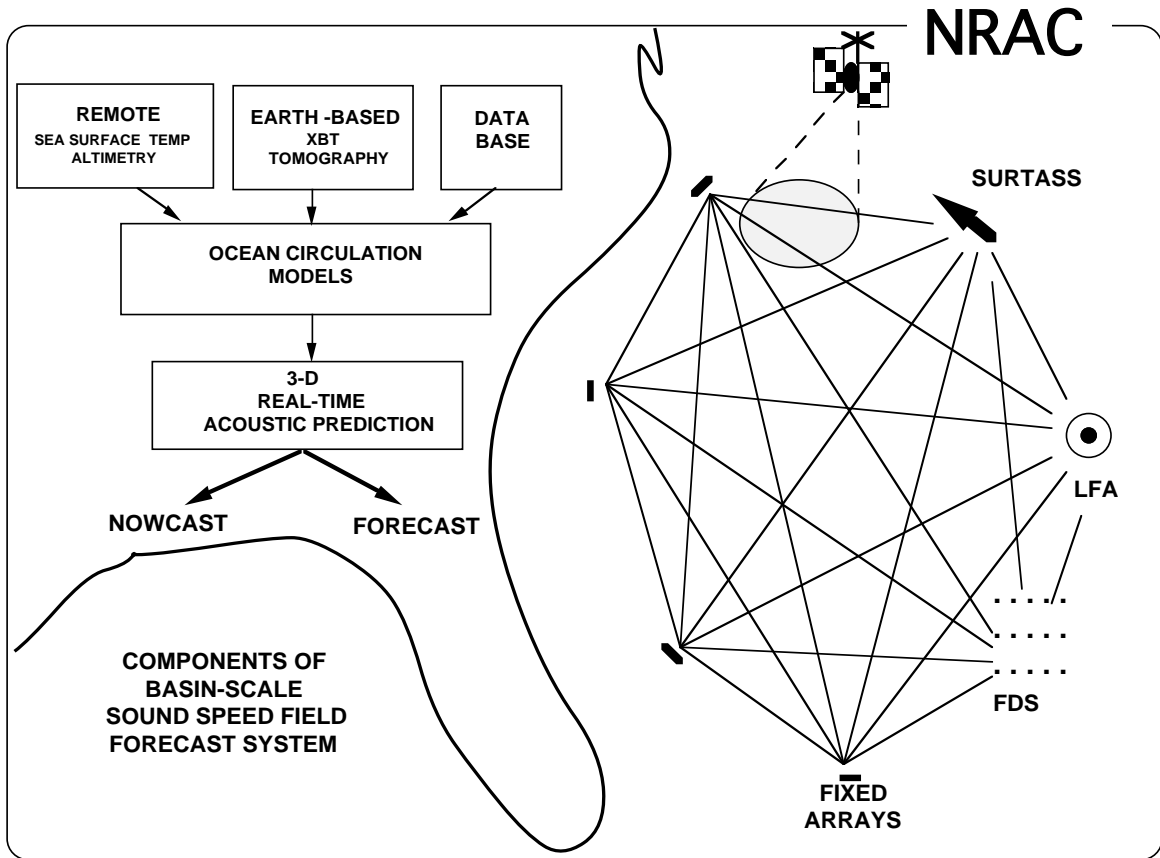 NRAC
REMOTE
SEA SURFACE TEMP
ALTIMETRY
EARTH -BASED
XBT
TOMOGRAPHY
DATA
BASE
OCEAN CIRCULATION
MODELS
3-D
REAL-TIME
ACOUSTIC PREDICTION
NOWCAST
FORECAST
COMPONENTS OF
BASIN-SCALE
SOUND SPEED FIELD
FORECAST SYSTEM
SURTASS
LFA
FDS
FIXED
ARRAYS